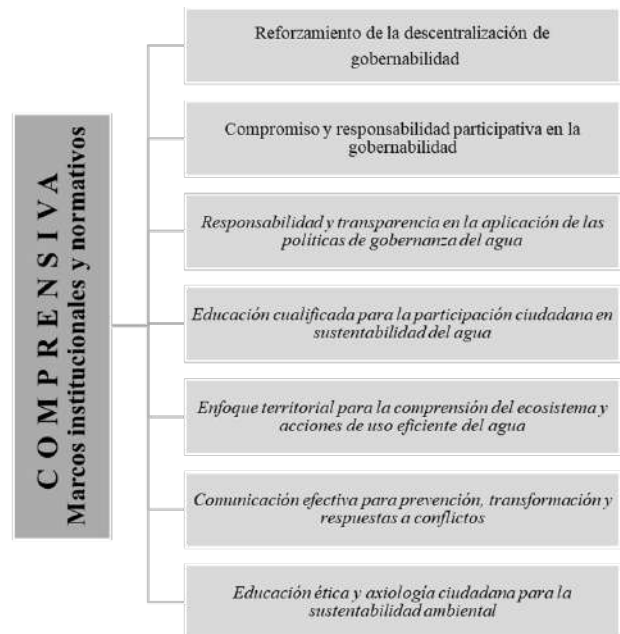 COMPRENSIVA
Marcos institucionales y normativos
Reforzamiento de la descentralización de
gobernabilidad
Compromiso y responsabilidad participativa en la
gobernabilidad
Responsabilidad y transparencia en la aplicación de las
políticas de gobernanza del agua
Educación cualificada para la participación ciudadana en
sustentabilidad del agua
Enfoque territorial para la comprensión del ecosistema y
acciones de uso eficiente del agua
Comunicación efectiva para prevención, transformación y
respuestas a conflictos
Educación ética y axiología ciudadana para la
sustentabilidad ambiental